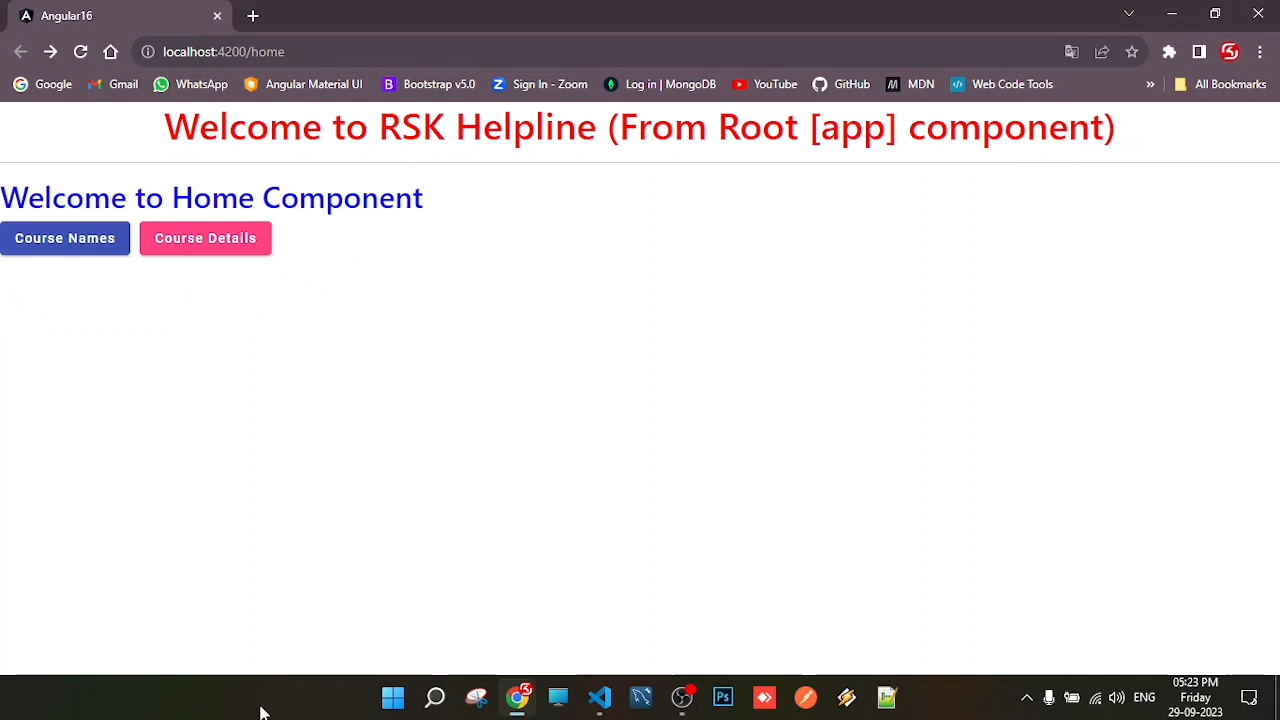 Angular16
localhost:4200/home
Google Gmail WhatsApp Angular Material UI Bootstrap v5.0 Sign In - Zoom Log in | MongoDB YouTube GitHub MDN Web Code Tools » All Bookmarks
Welcome to RSK Helpline (From Root [app] component)
Welcome to Home Component
Course Names Course Details
Ps ENG
05:23 PM
Friday
29-09-2023